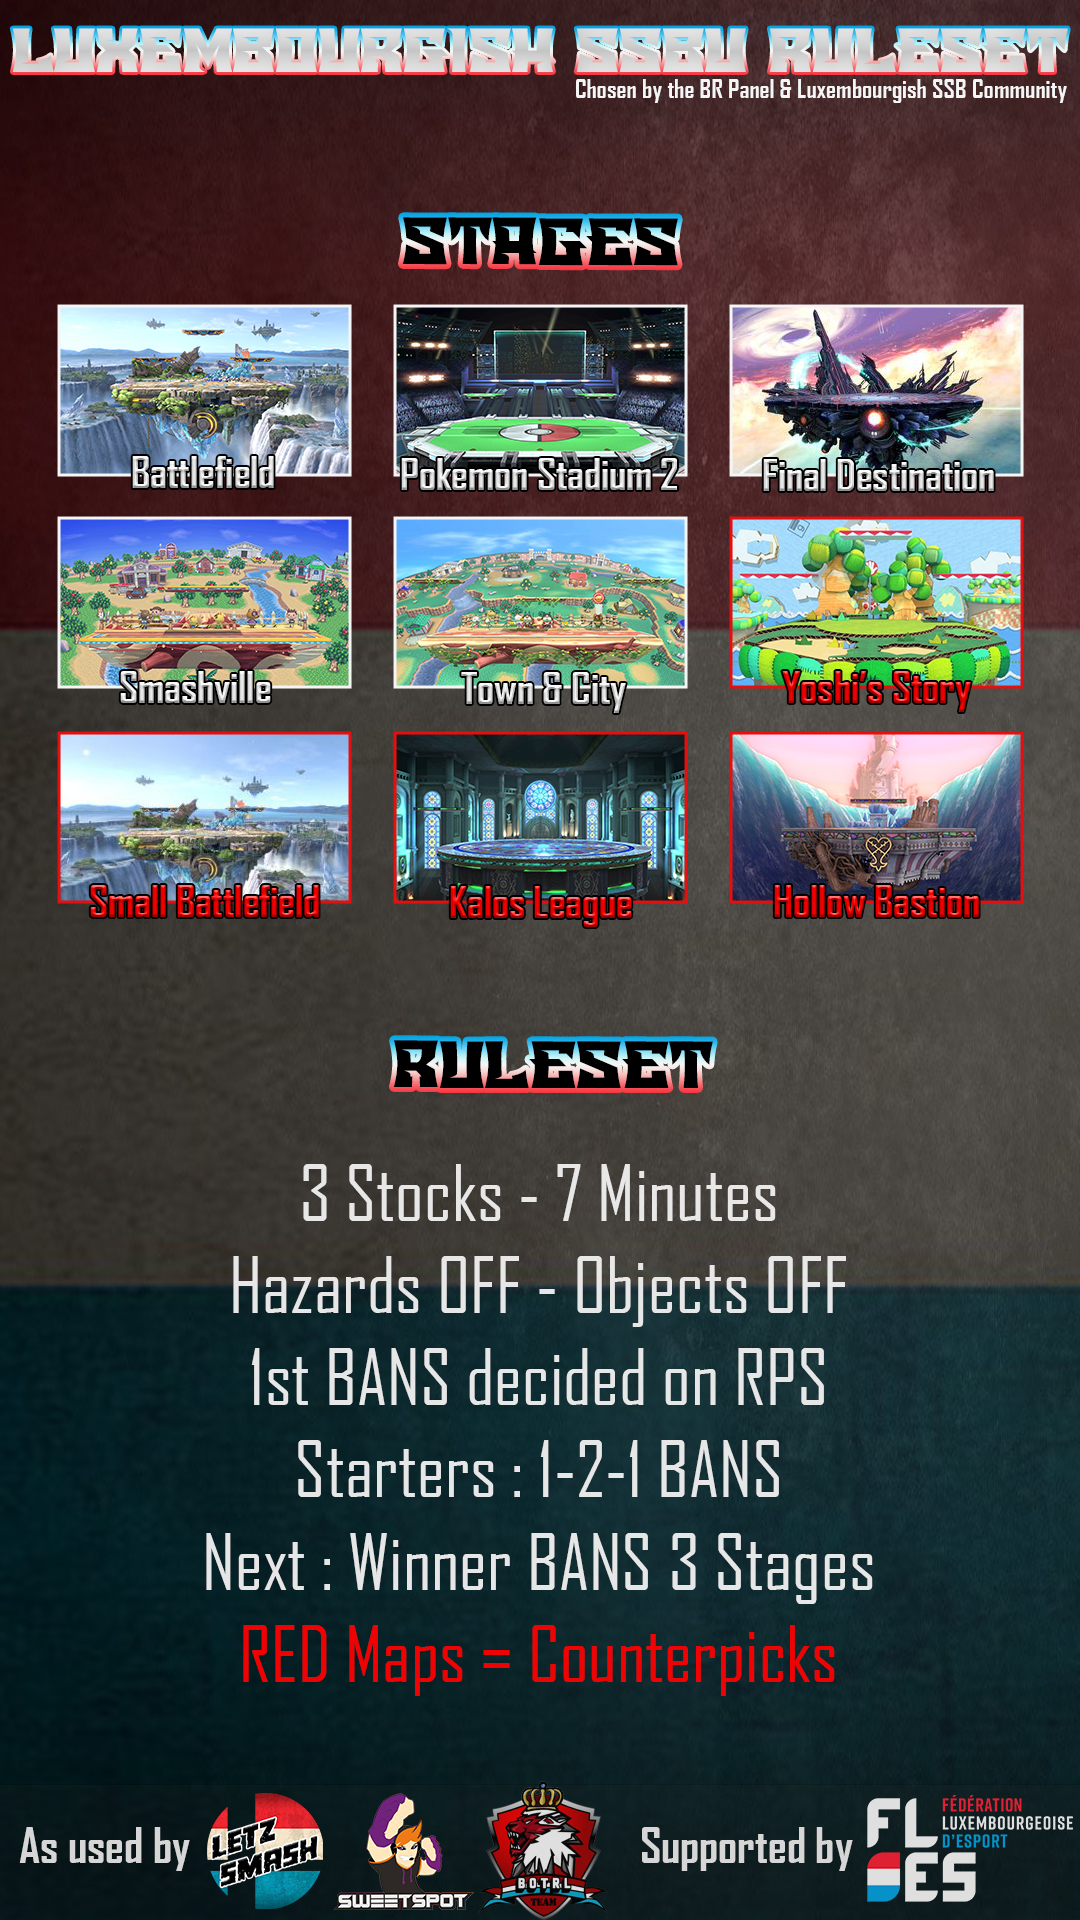 LUXEMBOURGISH SSBU RULESET
Chosen by the BR Panel & Luxembourgish SSB Community
STAGES
Battlefield
Pokemon Stadium 2
Final Destination
Smashville
Town & City
Yoshi's Story
Small Battlefield
Kalos League
Hollow Bastion
RULESET
3 Stocks - 7 Minutes
Hazards OFF - Objects OFF
1st BANS decided on RPS
Starters : 1-2-1 BANS
Next : Winner BANS 3 Stages
RED Maps = Counterpicks
As used by
LETZ
SMASH
SWEETSPOT
B.O.T.R.L
TEAM
Supported by
FL
ES
FÉDÉRATION
LUXEMBOURGEOISE
D'ESPORT